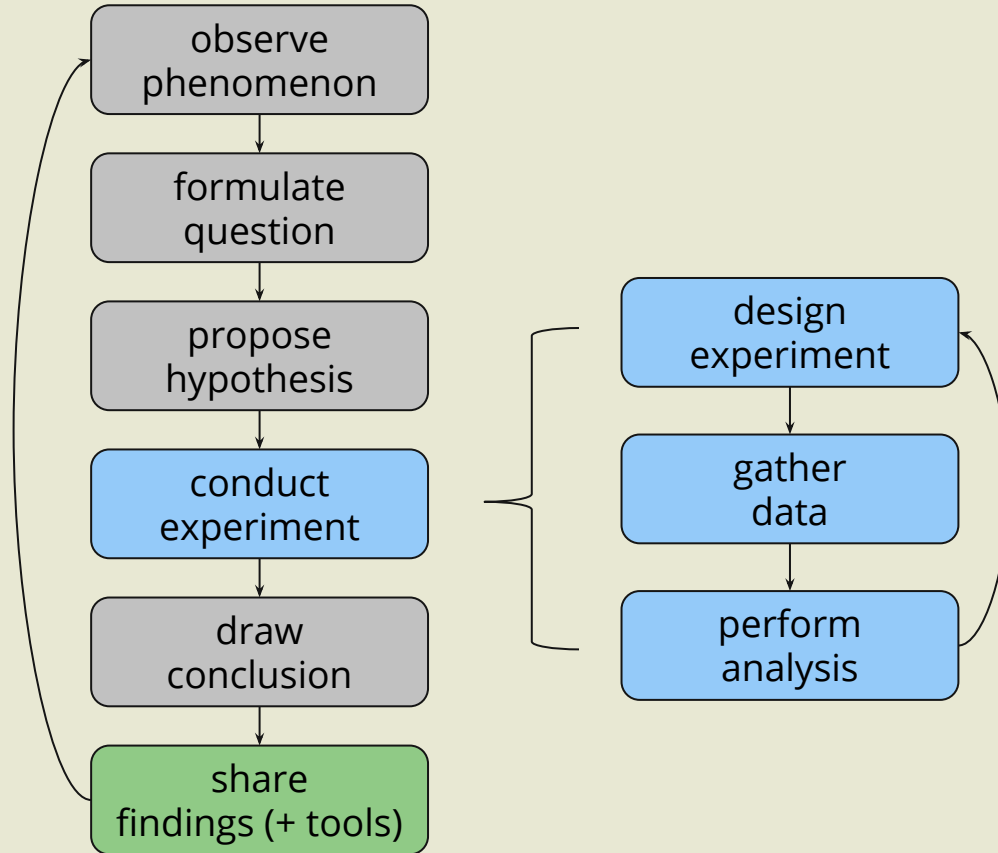 observe
phenomenon
formulate
question
propose
hypothesis
conduct
experiment
draw
conclusion
share
findings (+ tools)
design
experiment
gather
data
perform
analysis